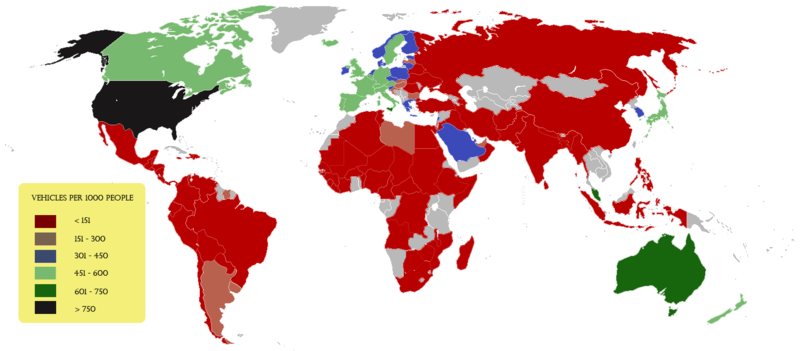 VEHICLES PER 1000 PEOPLE
< 151
151 - 300
301 - 450
451 - 600
601 - 750
> 750